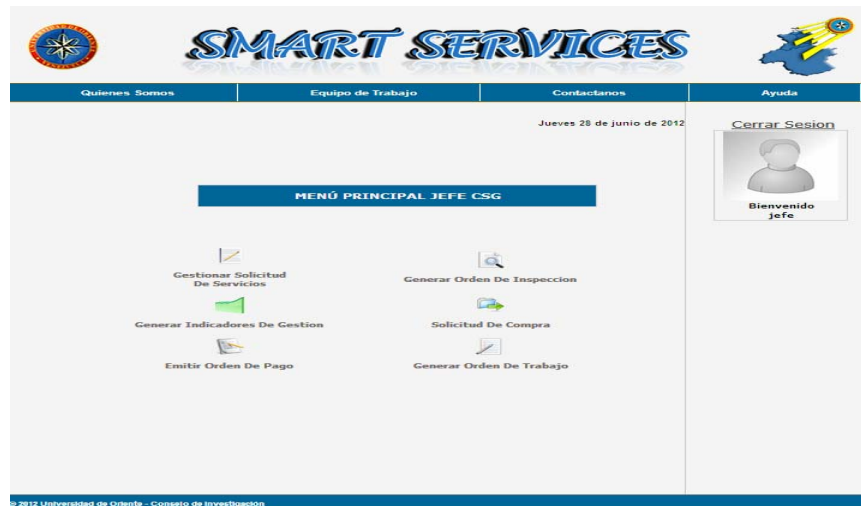 SMART SERVICES
Quienes Somos
Equipo de Trabajo
Contactanos
Ayuda
Jueves 28 de junio de 2012
Cerrar Sesion
Bienvenido
jefe
MENÚ PRINCIPAL JEFE CSG
Gestionar Solicitud
De Servicios
Generar Orden De Inspeccion
Generar Indicadores De Gestion
Solicitud De Compra
Emitir Orden De Pago
Generar Orden De Trabajo
© 2012 Universidad de Oriente - Consejo de Investigación